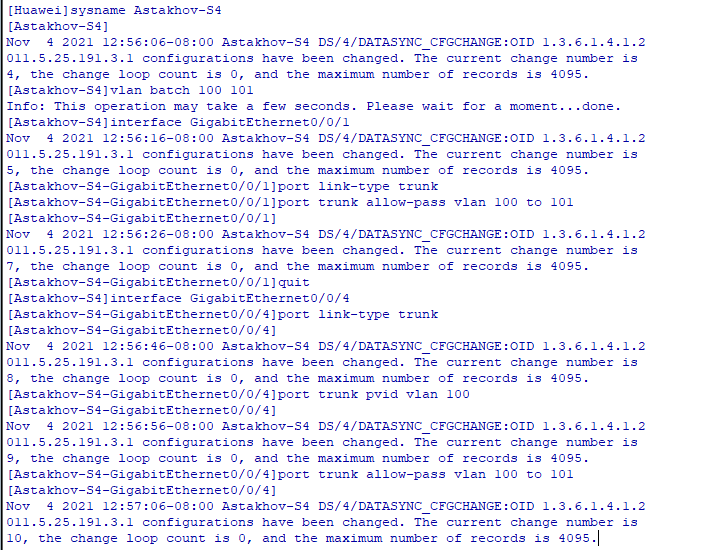 [Huawei]sysname Astakhov-S4
[Astakhov-S4]
Nov  4 2021 12:56:06-08:00 Astakhov-S4 DS/4/DATASYNC_CFGCHANGE:OID 1.3.6.1.4.1.2
011.5.25.191.3.1 configurations have been changed. The current change number is
4, the change loop count is 0, and the maximum number of records is 4095.
[Astakhov-S4]vlan batch 100 101
Info: This operation may take a few seconds. Please wait for a moment...done.
[Astakhov-S4]interface GigabitEthernet0/0/1
Nov  4 2021 12:56:16-08:00 Astakhov-S4 DS/4/DATASYNC_CFGCHANGE:OID 1.3.6.1.4.1.2
011.5.25.191.3.1 configurations have been changed. The current change number is
5, the change loop count is 0, and the maximum number of records is 4095.
[Astakhov-S4-GigabitEthernet0/0/1]port link-type trunk
[Astakhov-S4-GigabitEthernet0/0/1]port trunk allow-pass vlan 100 to 101
[Astakhov-S4-GigabitEthernet0/0/1]
Nov  4 2021 12:56:26-08:00 Astakhov-S4 DS/4/DATASYNC_CFGCHANGE:OID 1.3.6.1.4.1.2
011.5.25.191.3.1 configurations have been changed. The current change number is
7, the change loop count is 0, and the maximum number of records is 4095.
[Astakhov-S4-GigabitEthernet0/0/1]quit
[Astakhov-S4]interface GigabitEthernet0/0/4
[Astakhov-S4-GigabitEthernet0/0/4]port link-type trunk
[Astakhov-S4-GigabitEthernet0/0/4]
Nov  4 2021 12:56:46-08:00 Astakhov-S4 DS/4/DATASYNC_CFGCHANGE:OID 1.3.6.1.4.1.2
011.5.25.191.3.1 configurations have been changed. The current change number is
8, the change loop count is 0, and the maximum number of records is 4095.
[Astakhov-S4-GigabitEthernet0/0/4]port trunk pvid vlan 100
[Astakhov-S4-GigabitEthernet0/0/4]
Nov  4 2021 12:56:56-08:00 Astakhov-S4 DS/4/DATASYNC_CFGCHANGE:OID 1.3.6.1.4.1.2
011.5.25.191.3.1 configurations have been changed. The current change number is
9, the change loop count is 0, and the maximum number of records is 4095.
[Astakhov-S4-GigabitEthernet0/0/4]port trunk allow-pass vlan 100 to 101
[Astakhov-S4-GigabitEthernet0/0/4]
Nov  4 2021 12:57:06-08:00 Astakhov-S4 DS/4/DATASYNC_CFGCHANGE:OID 1.3.6.1.4.1.2
011.5.25.191.3.1 configurations have been changed. The current change number is
10, the change loop count is 0, and the maximum number of records is 4095.